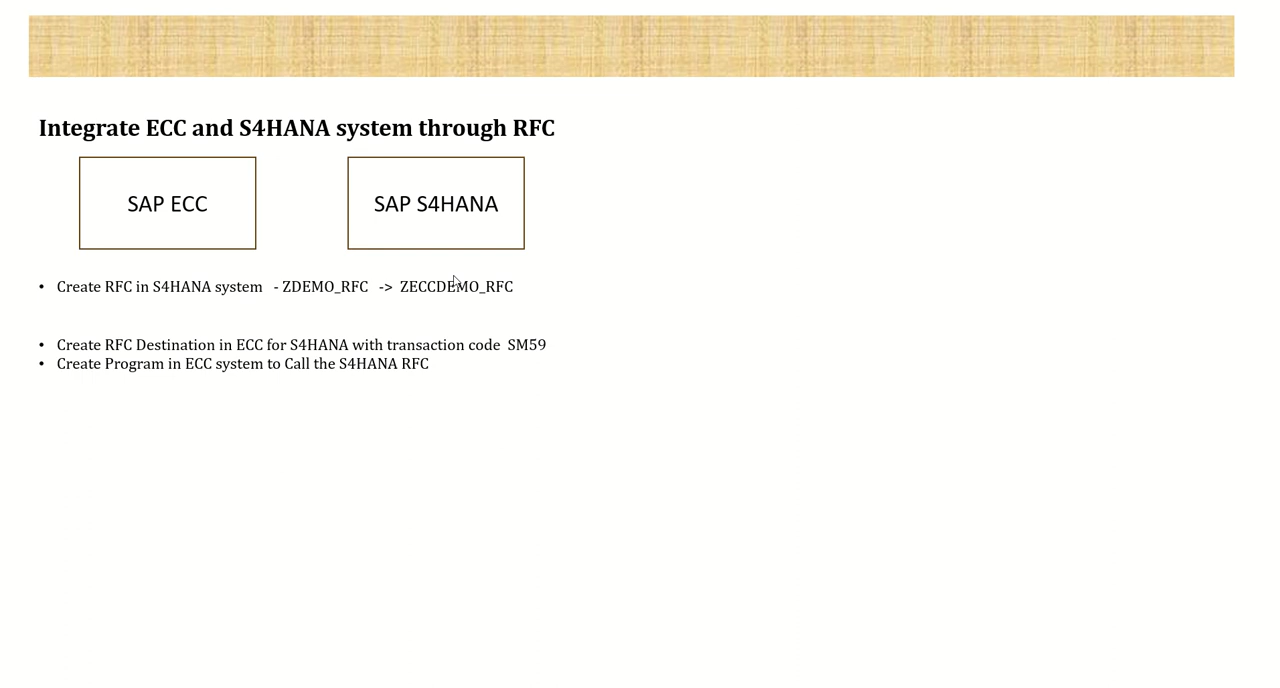 Integrate ECC and S4HANA system through RFC
SAP ECC
SAP S4HANA
• Create RFC in S4HANA system - ZDEMO_RFC -> ZECCDEMO_RFC
• Create RFC Destination in ECC for S4HANA with transaction code SM59
• Create Program in ECC system to Call the S4HANA RFC